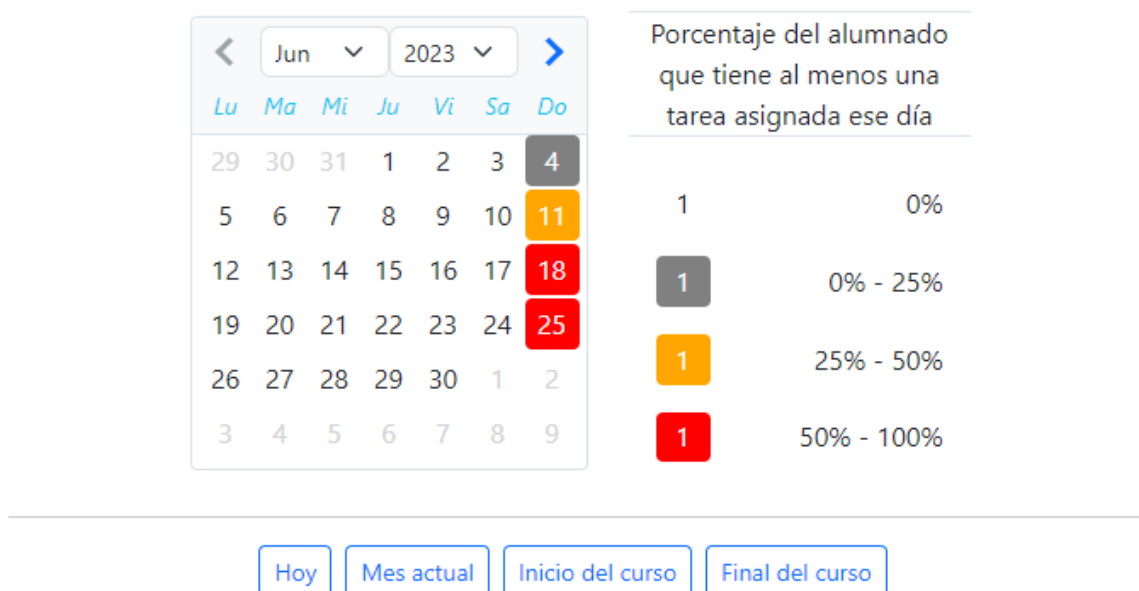 Jun 2023
Lu Ma Mi Ju Vi Sa Do
29 30 31 1 2 3 4
5 6 7 8 9 10 11
12 13 14 15 16 17 18
19 20 21 22 23 24 25
26 27 28 29 30 1 2
3 4 5 6 7 8 9
Porcentaje del alumnado
que tiene al menos una
tarea asignada ese día
1 0%
1 0% - 25%
1 25% - 50%
1 50% - 100%
Hoy Mes actual Inicio del curso Final del curso